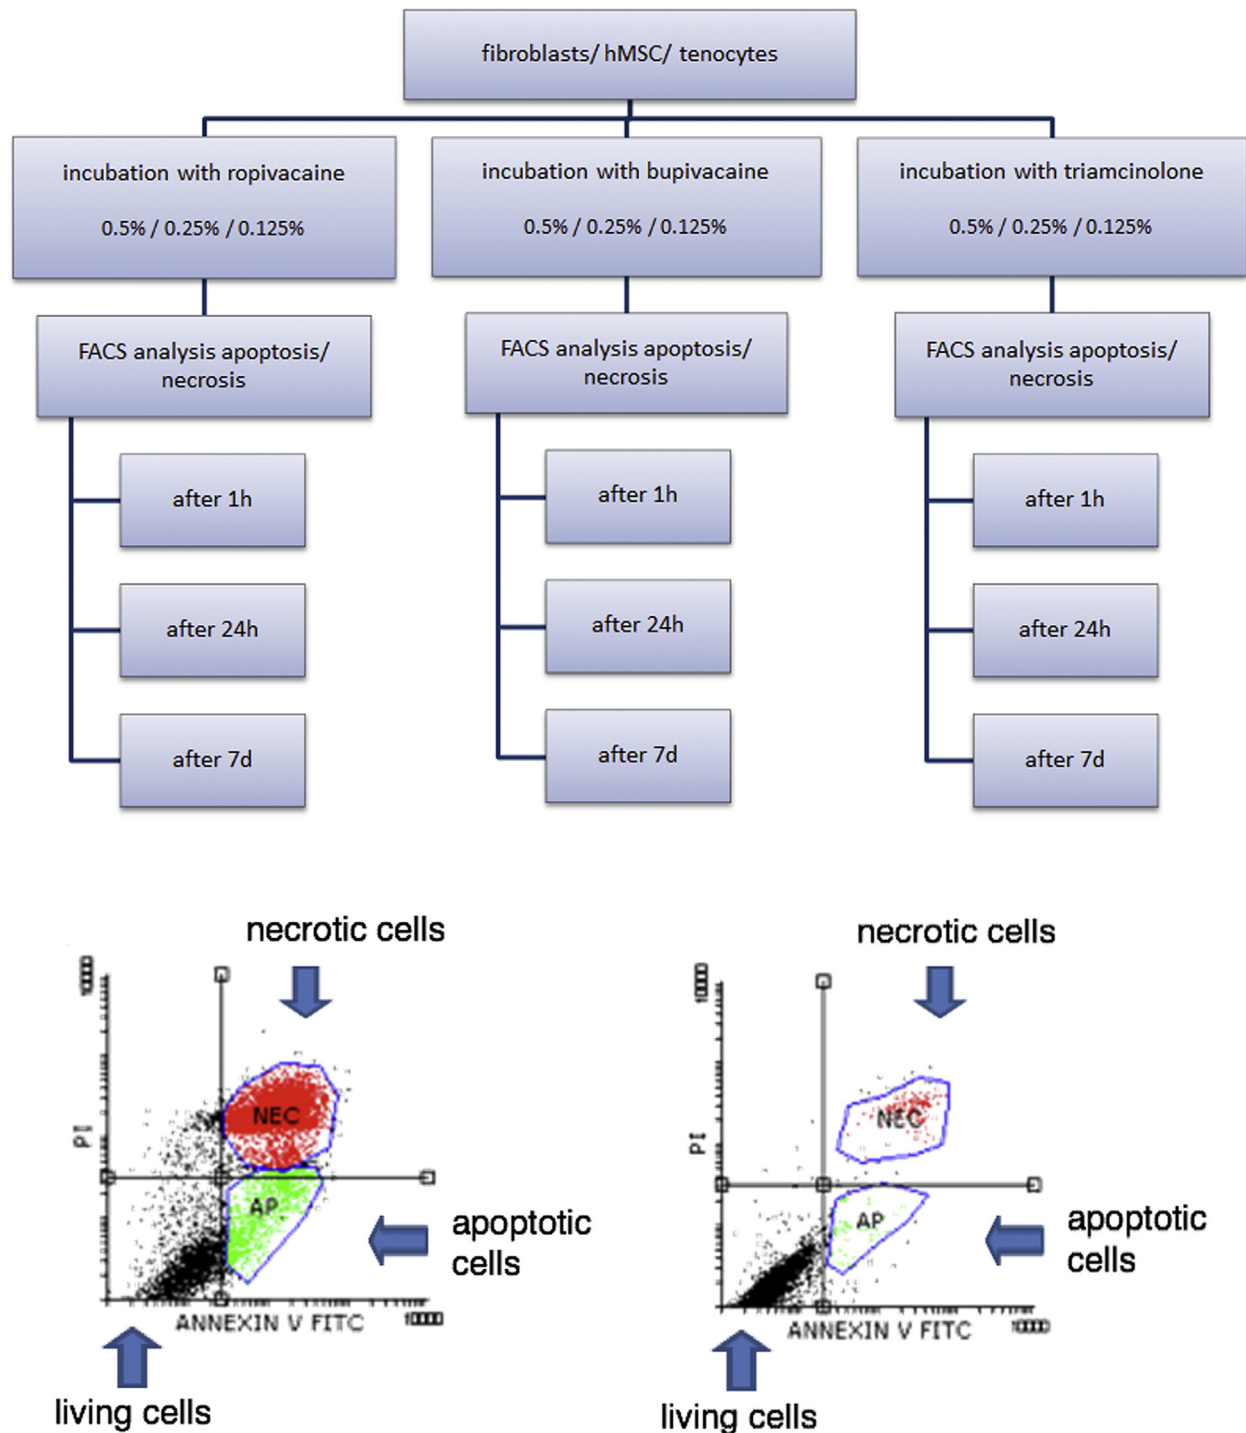 fibroblasts/ hMSC/ tenocytes
incubation with ropivacaine
0.5% / 0.25% / 0.125%
incubation with bupivacaine
0.5% / 0.25% / 0.125%
incubation with triamcinolone
0.5% / 0.25% / 0.125%
FACS analysis apoptosis/
necrosis
FACS analysis apoptosis/
necrosis
FACS analysis apoptosis/
necrosis
after 1h
after 1h
after 1h
after 24h
after 24h
after 24h
after 7d
after 7d
after 7d
necrotic cells
1000
PI
NEC
AP
apoptotic
cells
ANNEXIN V FITC
1000
living cells
necrotic cells
1000
PI
NEC
AP
apoptotic
cells
ANNEXIN V FITC
1000
living cells